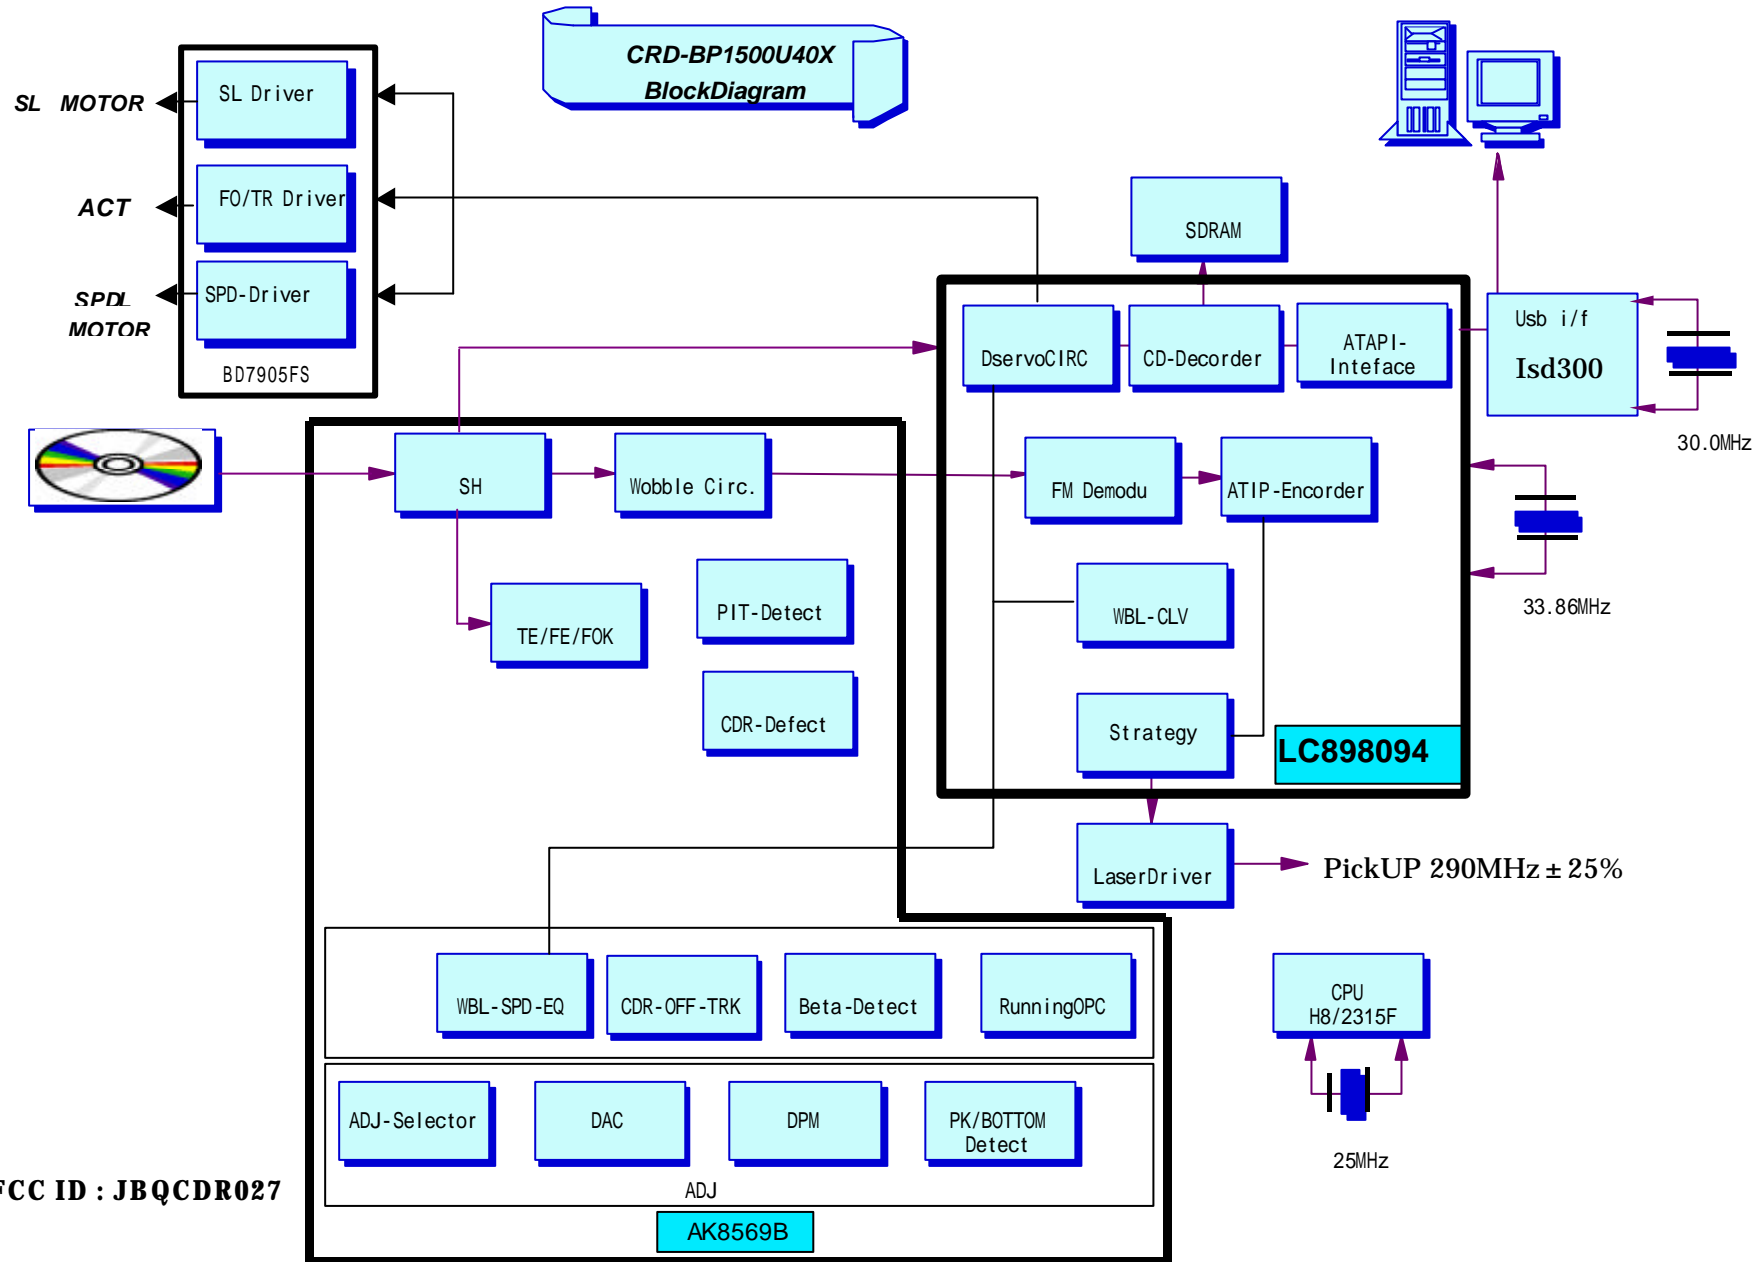 CRD-BP1500U40X
BlockDiagram
SL MOTOR
SL Driver
ACT
FO/TR Driver
SPDL
MOTOR
SPD-Driver
BD7905FS
SDRAM
DservoCIRC
CD-Decorder
ATAPI-
Inteface
Usb i/f
Isd300
30.0MHz
SH
Wobble Circ.
FM Demodu
ATIP-Encorder
33.86MHz
TE/FE/FOK
PIT-Detect
WBL-CLV
CDR-Defect
Strategy
LC898094
LaserDriver
PickUP 290MHz ± 25%
WBL-SPD-EQ
CDR-OFF-TRK
Beta-Detect
RunningOPC
CPU
H8/2315F
25MHz
ADJ-Selector
DAC
DPM
PK/BOTTOM
Detect
ADJ
FCC ID : JBQCDR027
AK8569B